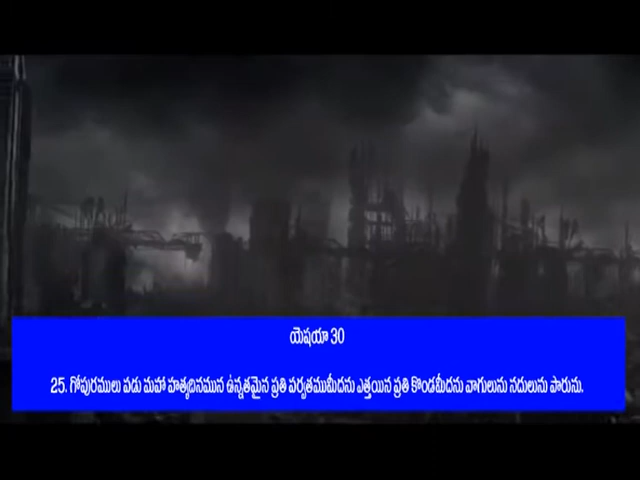 యెషయా 30
25. గోపురములు పడు మహా హత్యదినమున ఉన్నతమైన ప్రతి పర్వతముమీదను ఎత్తయిన ప్రతి కొండమీదను వాగులును నదులును పారును.